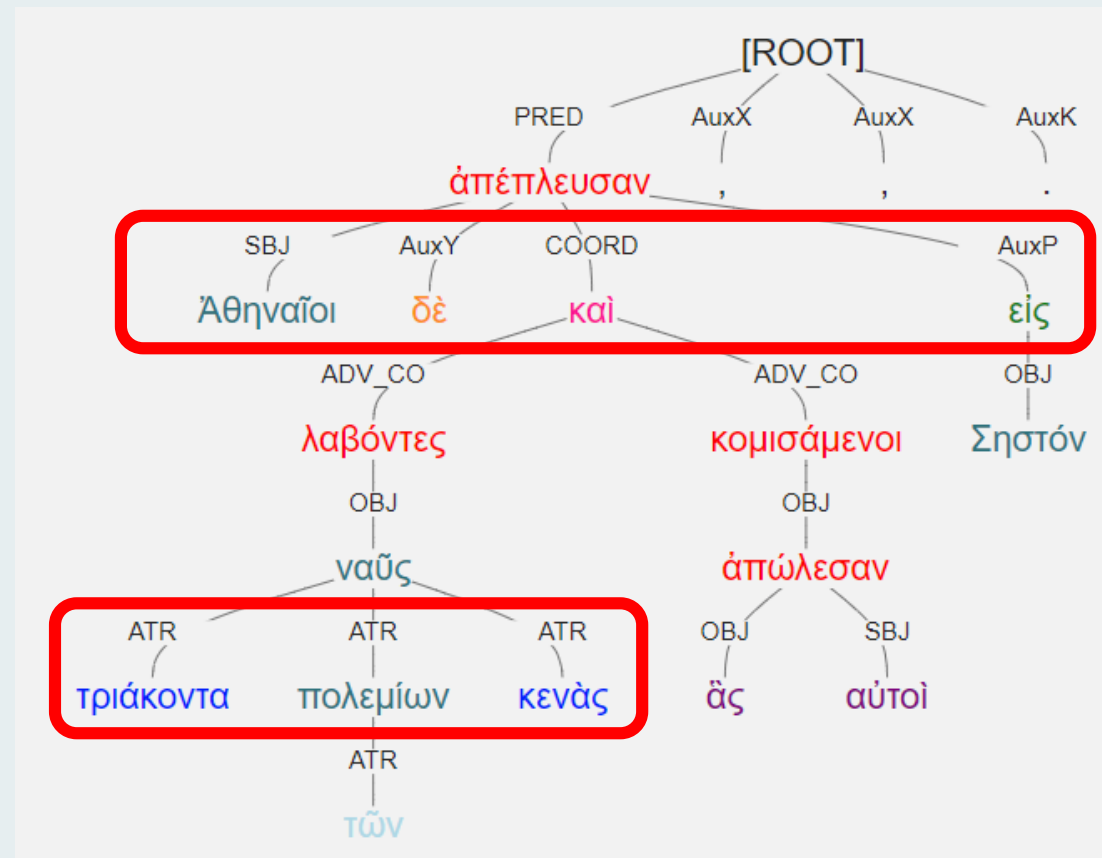 [ROOT]
PRED AuxX AuxX AuxK
ἀπέπλευσαν , , .
SBJ AuxY COORD AuxP
Ἀθηναῖοι δὲ καὶ εἰς
ADV_CO ADV_CO OBJ
λαβόντες κομισάμενοι Σηστόν
OBJ OBJ
ναῦς ἀπώλεσαν
ATR ATR ATR OBJ SBJ
τριάκοντα πολεμίων κενὰς ἃς αὐτοὶ
ATR
τῶν